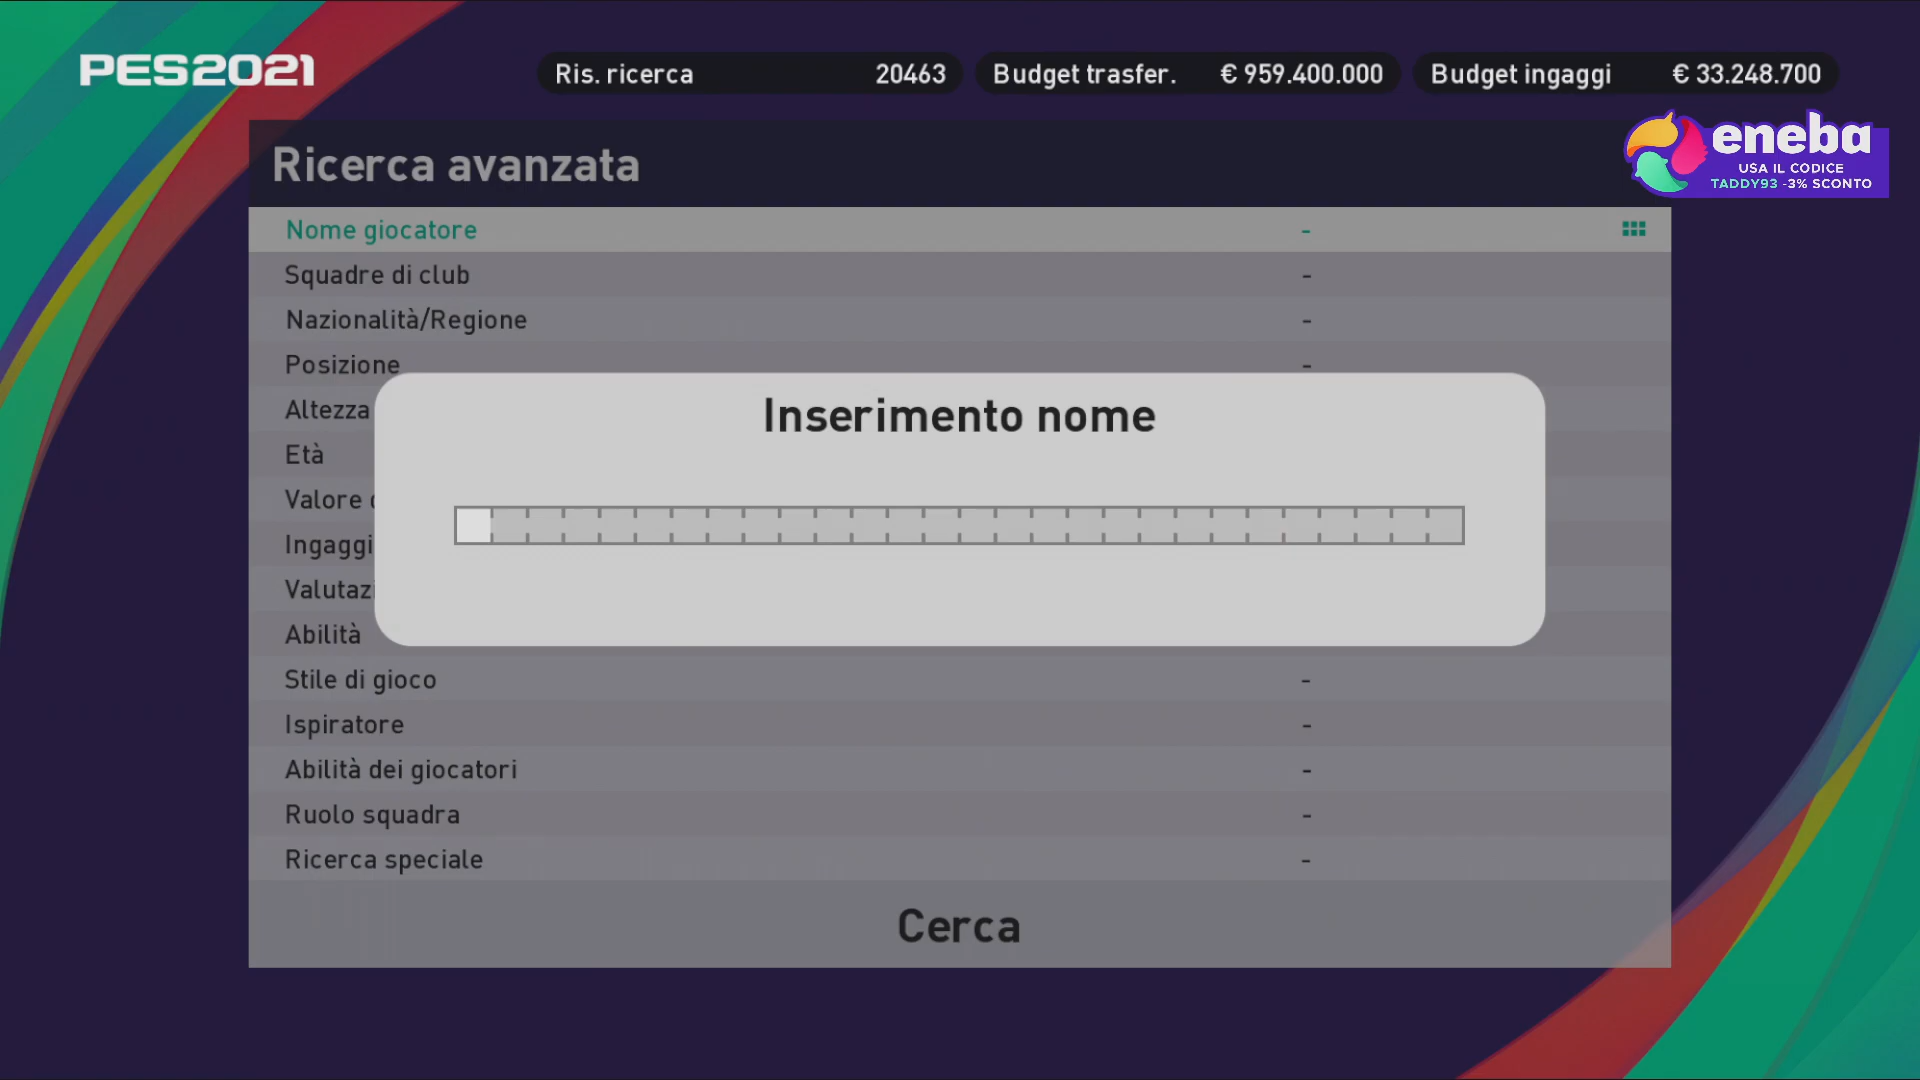 PES2021
Ris. ricerca 20463
Budget trasfer. € 959.400.000
Budget ingaggi € 33.248.700
eneba
USA IL CODICE
TADDY93 -3% SCONTO
Ricerca avanzata
Nome giocatore -
Squadre di club -
Nazionalità/Regione -
Posizione -
Altezza
Età
Valore
Ingaggi
Valutazi
Abilità
Inserimento nome
Stile di gioco -
Ispiratore -
Abilità dei giocatori -
Ruolo squadra -
Ricerca speciale -
Cerca